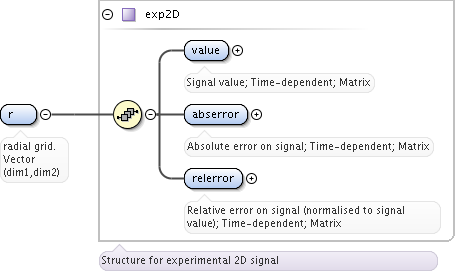 exp2D
value
Signal value; Time-dependent; Matrix
r
abserror
radial grid.
Vector
(dim1,dim2)
Absolute error on signal; Time-dependent; Matrix
relerror
Relative error on signal (normalised to signal
value); Time-dependent; Matrix
Structure for experimental 2D signal